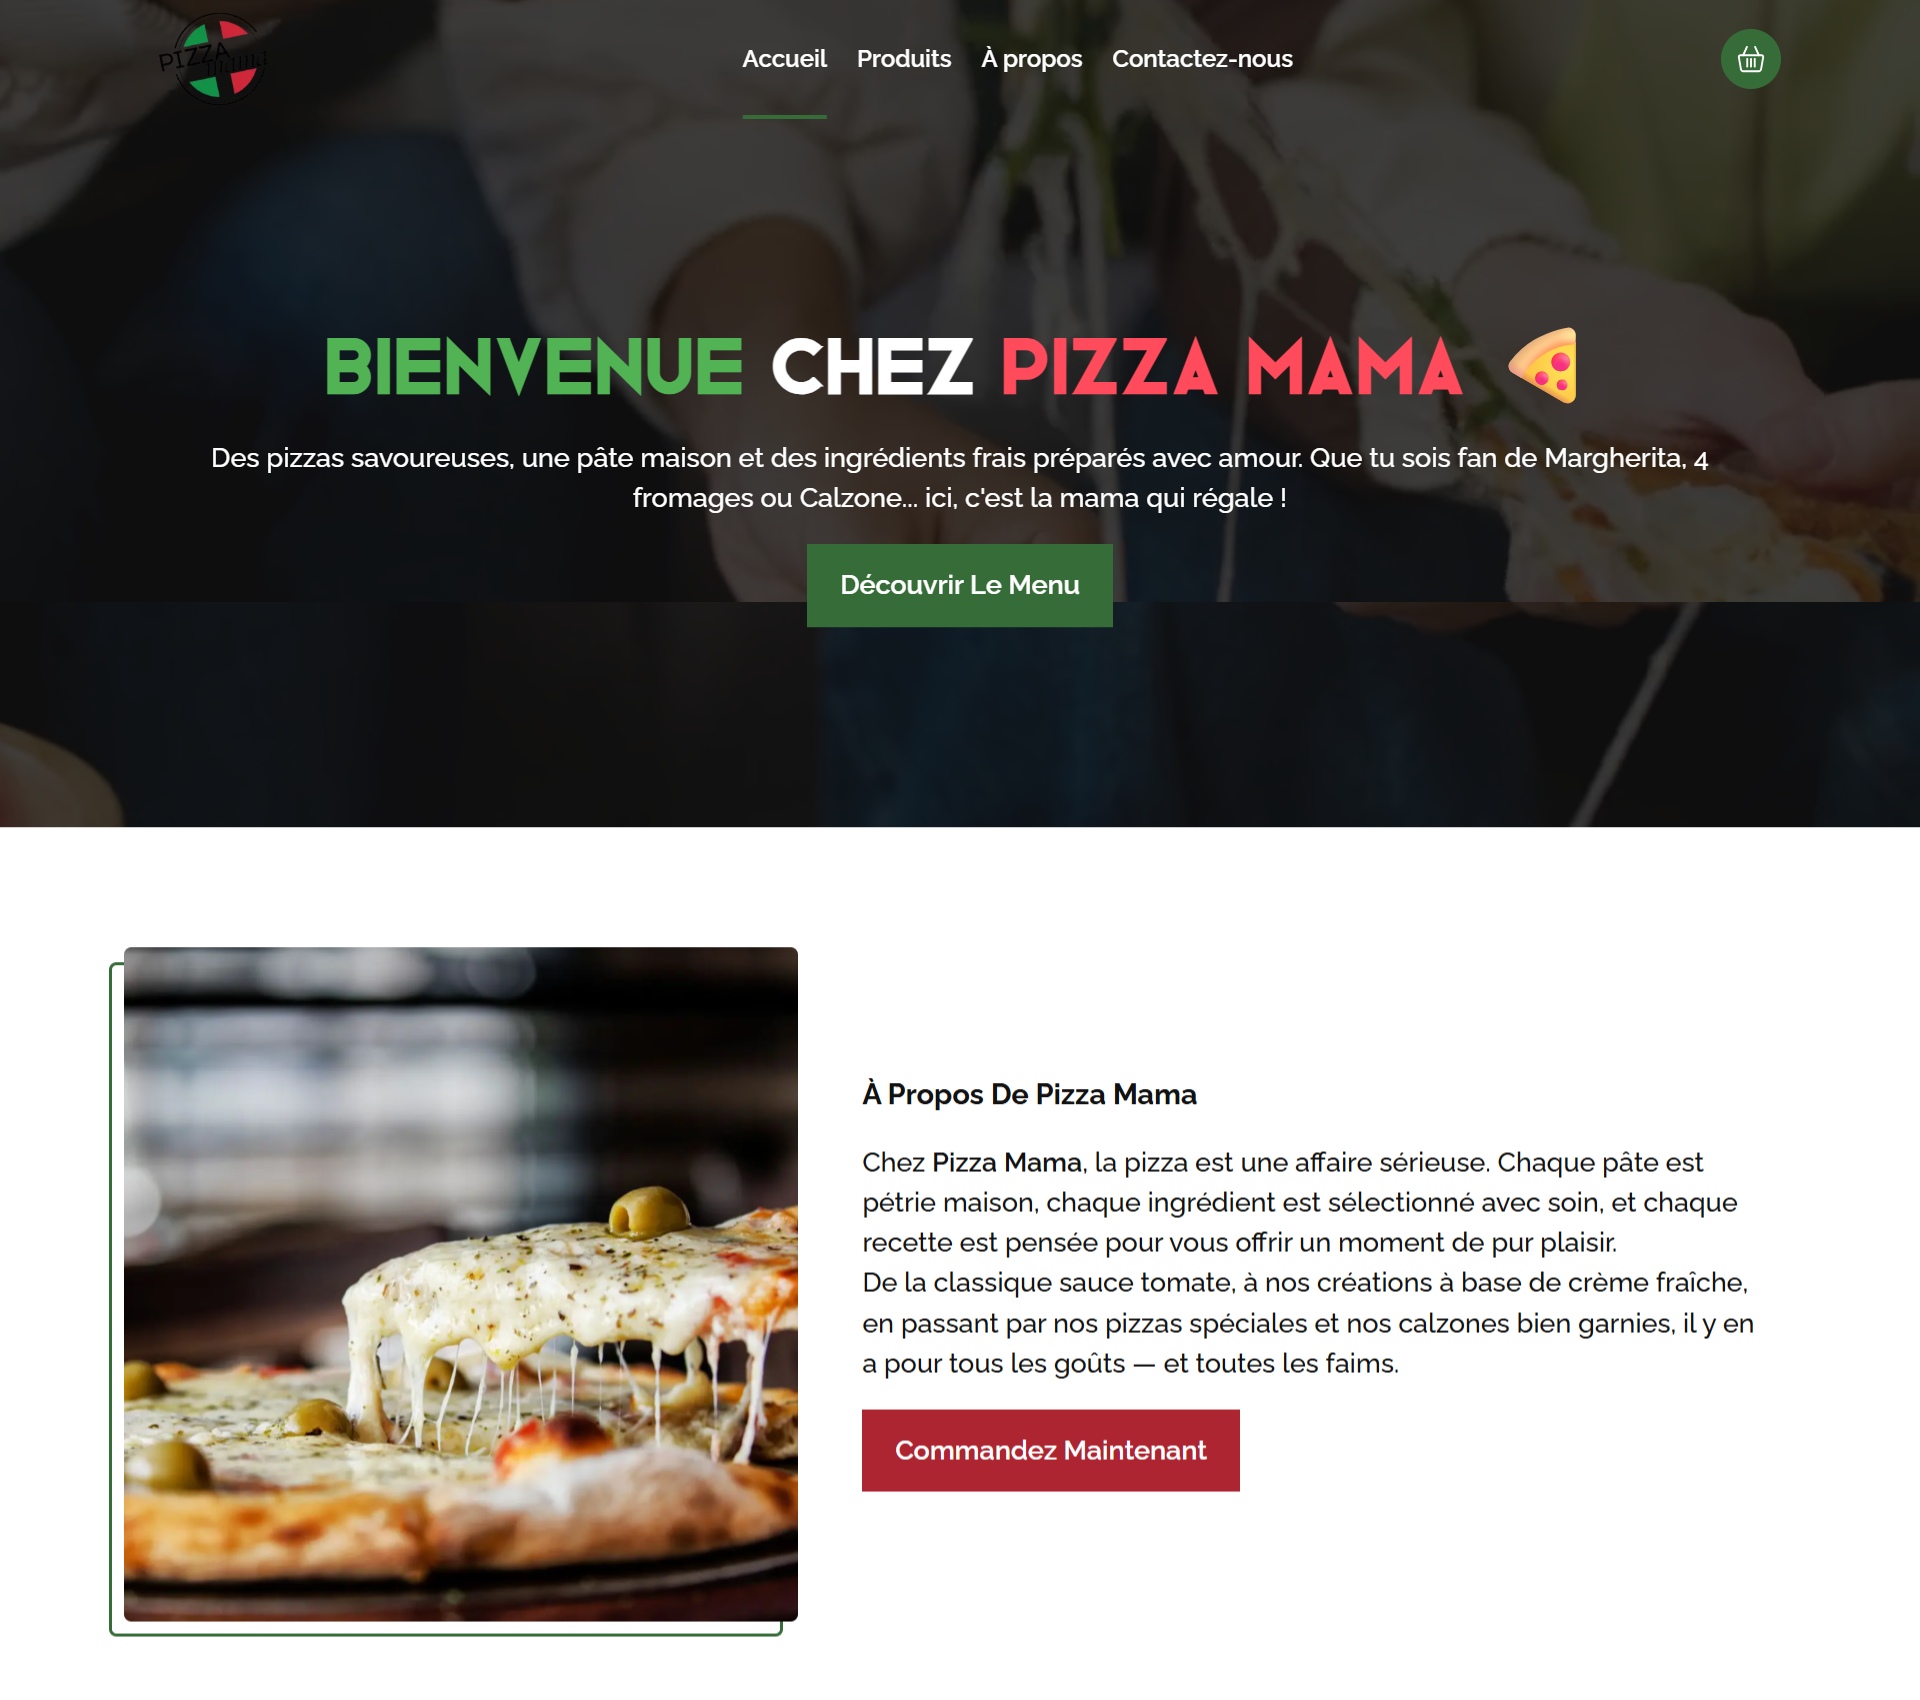 PIZZA
mama
Accueil Produits À propos Contactez-nous
BIENVENUE CHEZ PIZZA MAMA 🍕
Des pizzas savoureuses, une pâte maison et des ingrédients frais préparés avec amour. Que tu sois fan de Margherita, 4
fromages ou Calzone... ici, c'est la mama qui régale !
Découvrir Le Menu
À Propos De Pizza Mama
Chez Pizza Mama, la pizza est une affaire sérieuse. Chaque pâte est
pétrie maison, chaque ingrédient est sélectionné avec soin, et chaque
recette est pensée pour vous offrir un moment de pur plaisir.
De la classique sauce tomate, à nos créations à base de crème fraîche,
en passant par nos pizzas spéciales et nos calzones bien garnies, il y en
a pour tous les goûts — et toutes les faims.
Commandez Maintenant